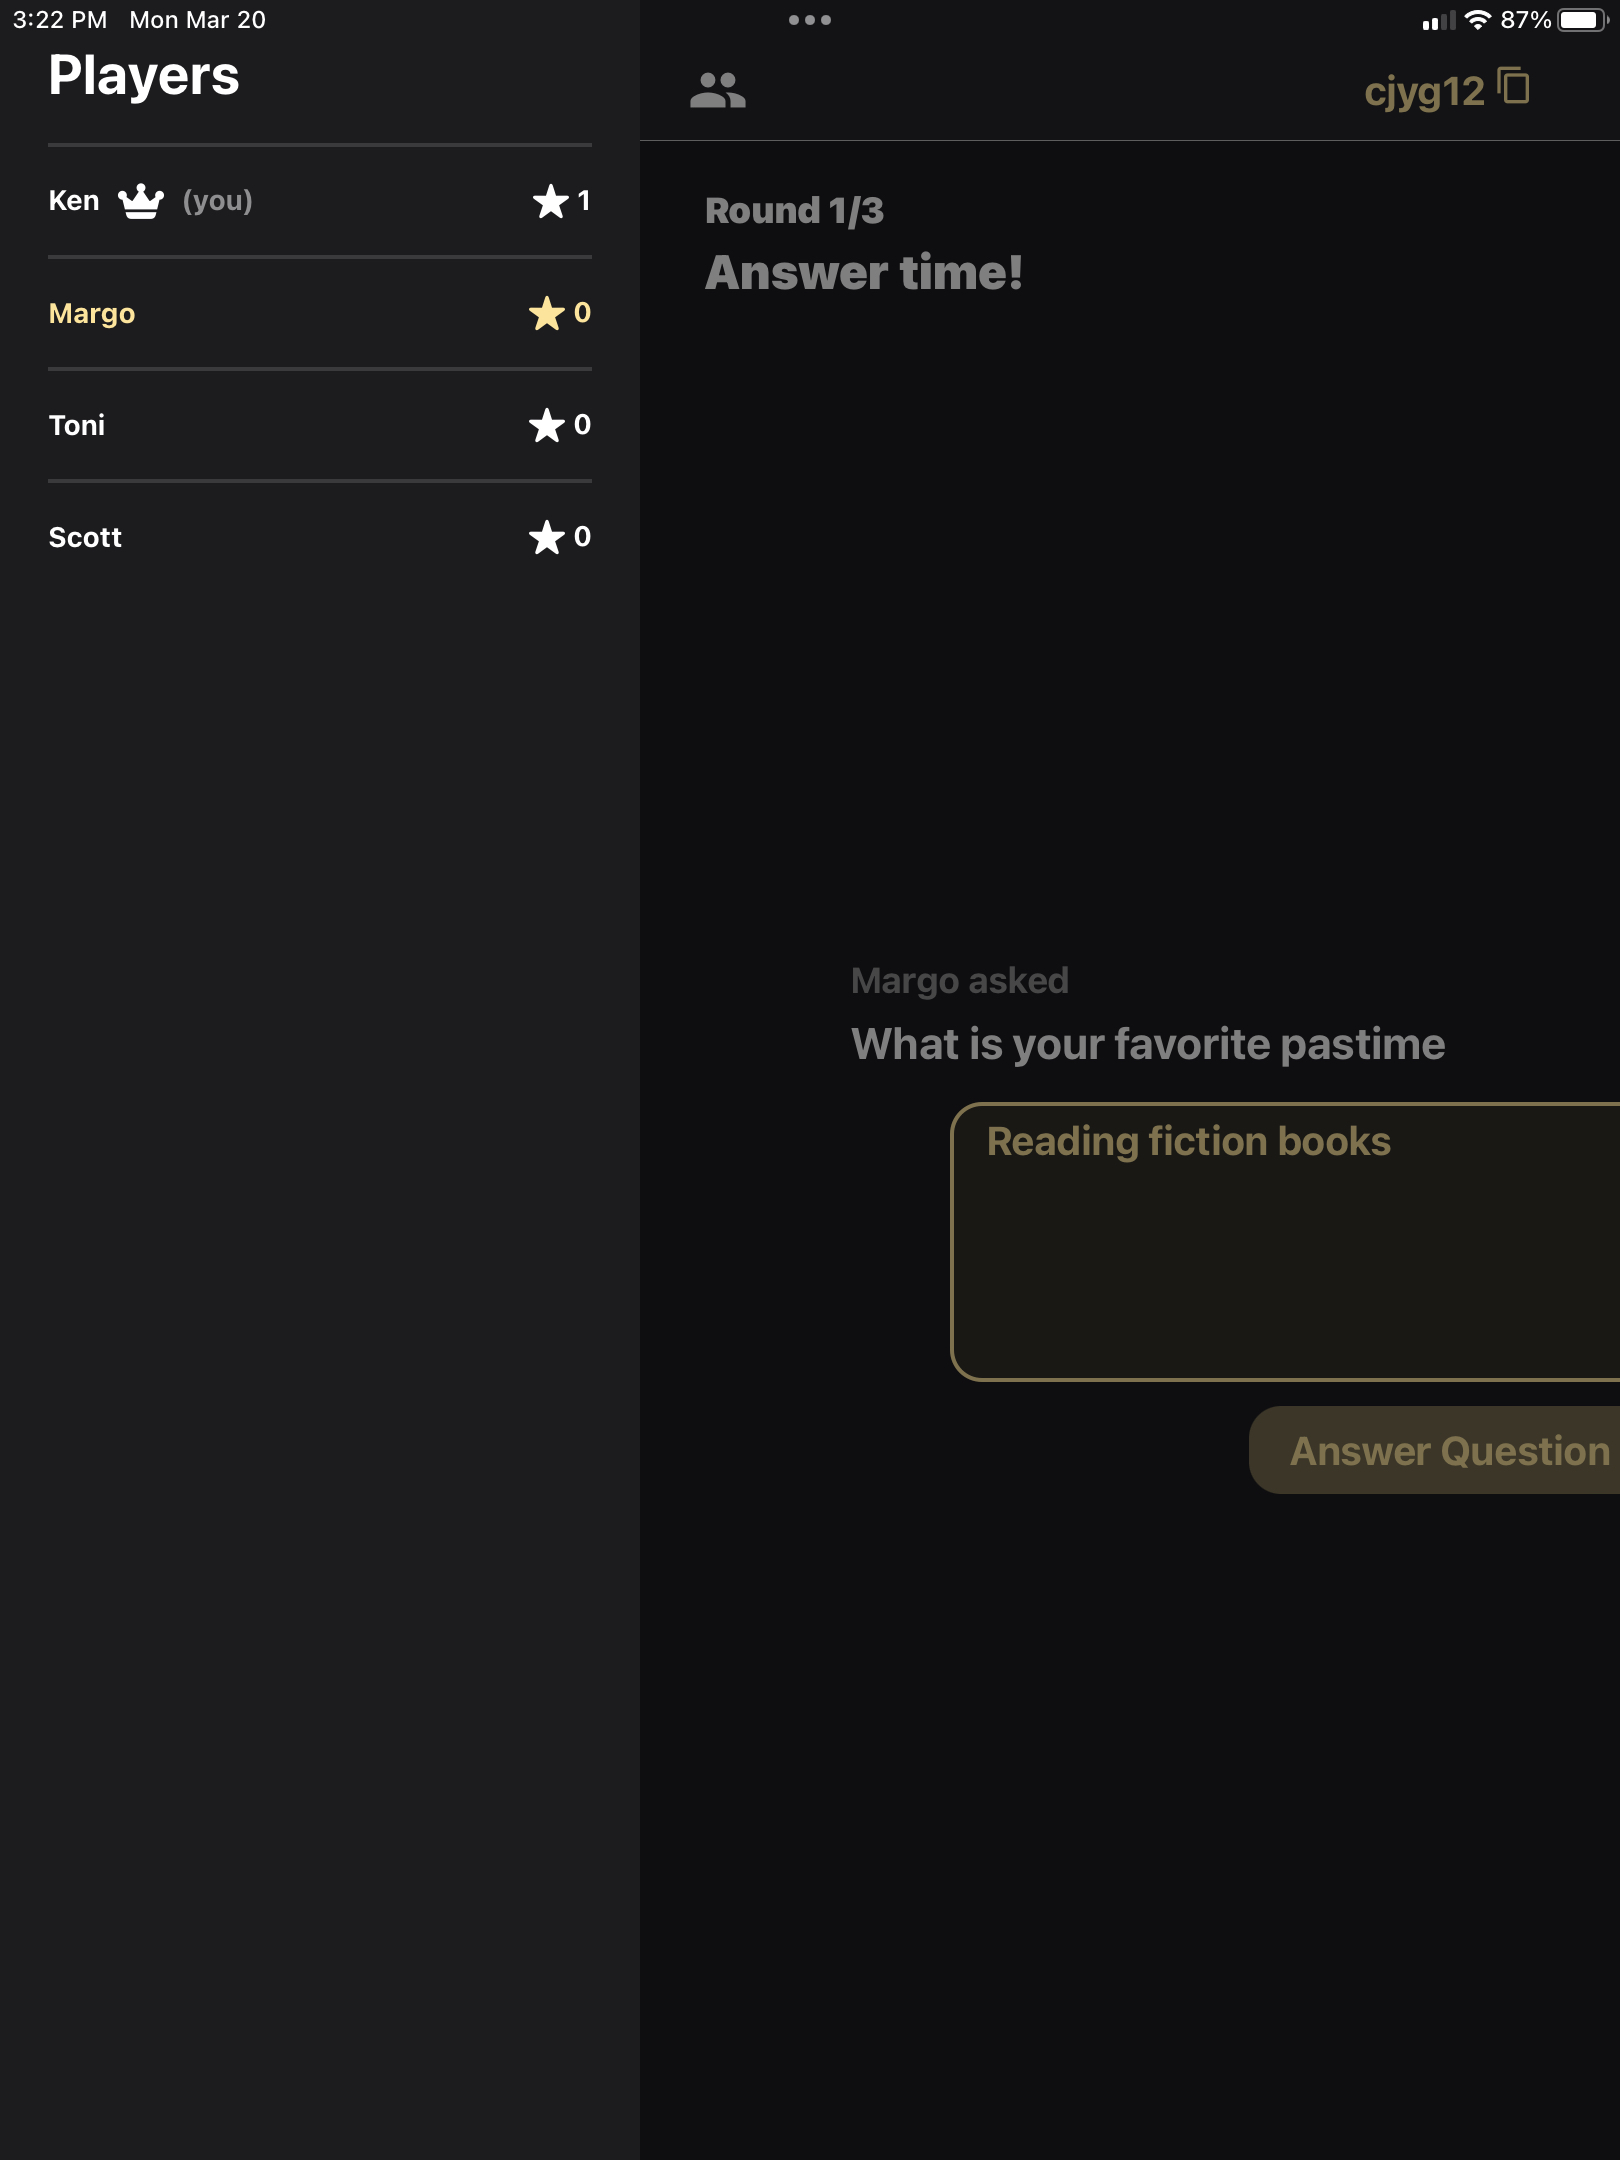 3:22 PM Mon Mar 20
87%
Players
Ken (you) 1
Margo 0
Toni 0
Scott 0
cjyg12
Round 1/3
Answer time!
Margo asked
What is your favorite pastime
Reading fiction books
Answer Question